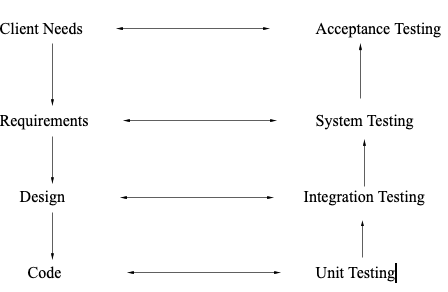 Client Needs Acceptance Testing
Requirements System Testing
Design Integration Testing
Code Unit Testing